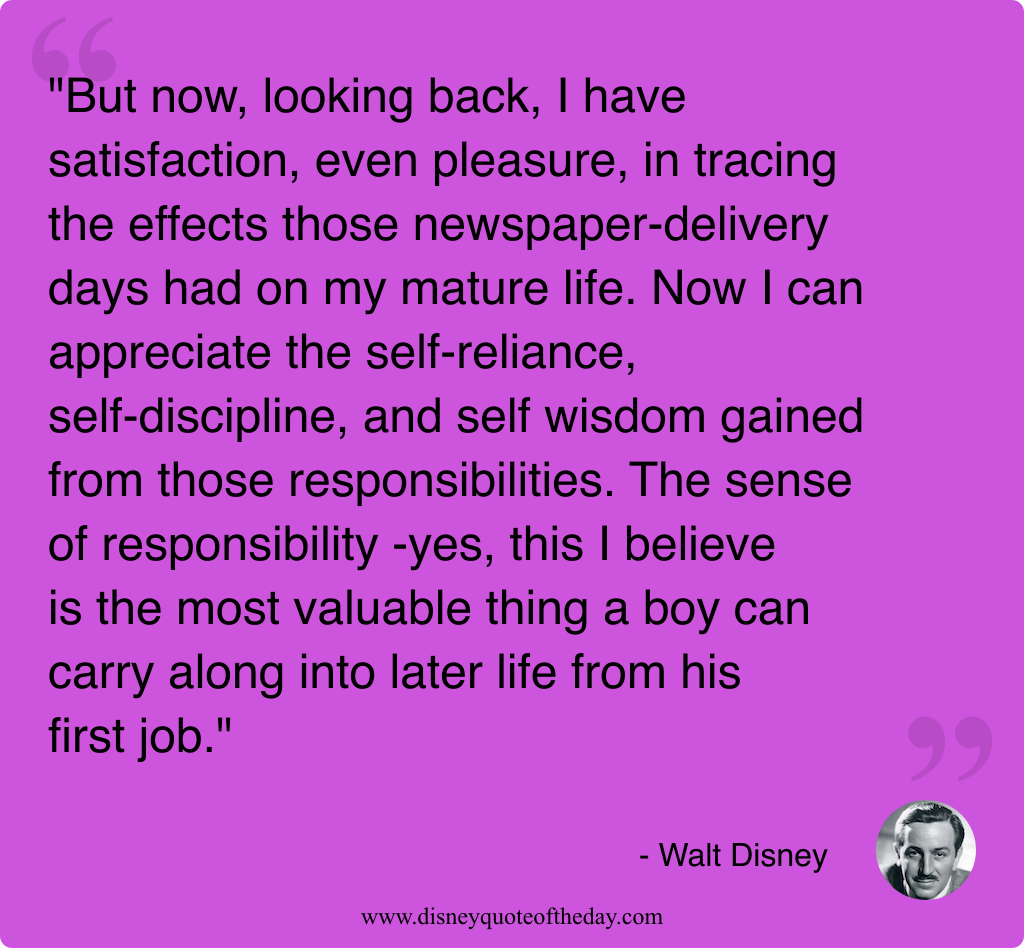 "But now, looking back, I have
satisfaction, even pleasure, in tracing
the effects those newspaper-delivery
days had on my mature life. Now I can
appreciate the self-reliance,
self-discipline, and self wisdom gained
from those responsibilities. The sense
of responsibility -yes, this I believe
is the most valuable thing a boy can
carry along into later life from his
first job."
- Walt Disney
www.disneyquoteoftheday.com